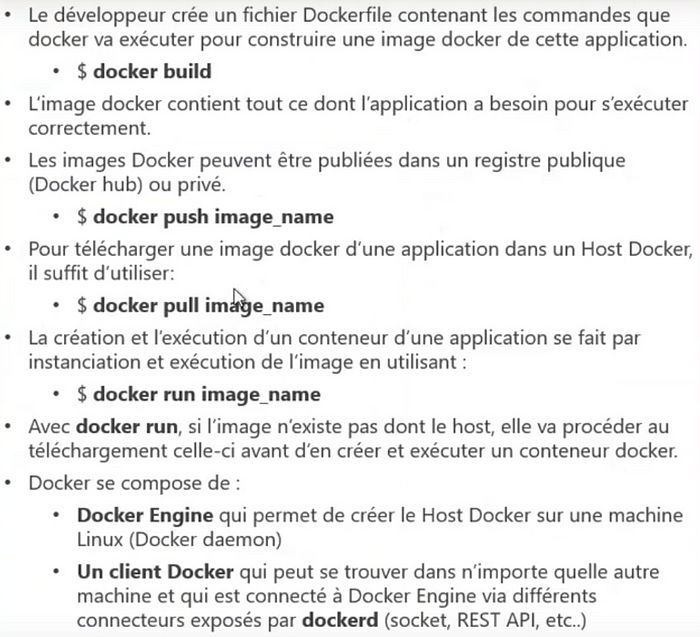 • Le développeur crée un fichier Dockerfile contenant les commandes que
docker va exécuter pour construire une image docker de cette application.
• $ docker build
• L'image docker contient tout ce dont l'application a besoin pour s'exécuter
correctement.
• Les images Docker peuvent être publiées dans un registre publique
(Docker hub) ou privé.
• $ docker push image_name
• Pour télécharger une image docker d'une application dans un Host Docker,
il suffit d'utiliser:
• $ docker pull image_name
• La création et l'exécution d'un conteneur d'une application se fait par
instanciation et exécution de l'image en utilisant :
• $ docker run image_name
• Avec docker run, si l'image n'existe pas dont le host, elle va procéder au
téléchargement celle-ci avant d'en créer et exécuter un conteneur docker.
• Docker se compose de :
• Docker Engine qui permet de créer le Host Docker sur une machine
Linux (Docker daemon)
• Un client Docker qui peut se trouver dans n'importe quelle autre
machine et qui est connecté à Docker Engine via différents
connecteurs exposés par dockerd (socket, REST API, etc..)